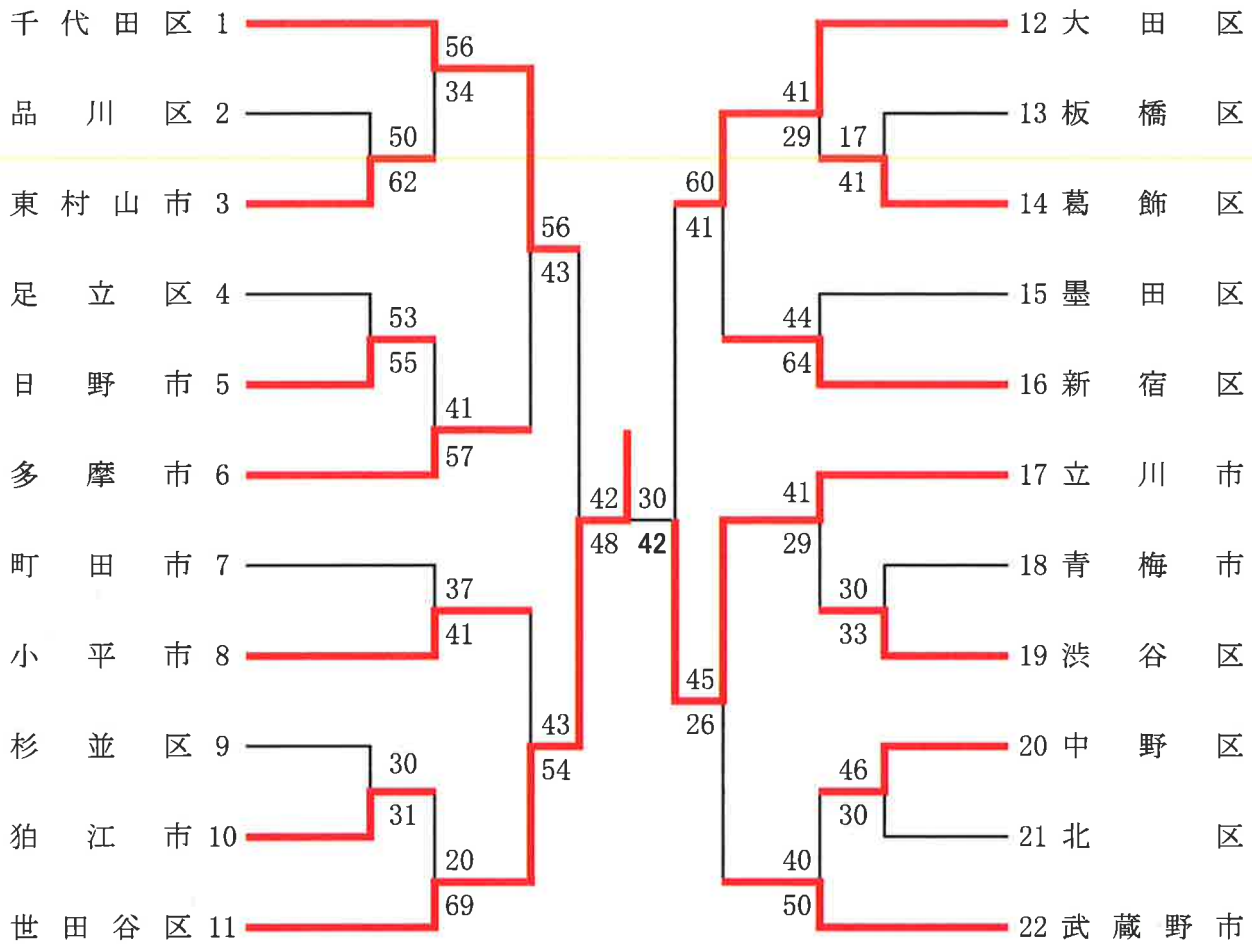 千代田区 1
56
34
品川区 2
50
62
東村山市 3
56
43
足立区 4
53
55
日野市 5
41
57
多摩市 6
42 30
48 42
町田市 7
37
41
小平市 8
43
54
杉並区 9
30
31
狛江市 10
20
69
世田谷区 11
12 大田区
41
29
13 板橋区
17
41
60
41
14 葛飾区
15 墨田区
44
64
16 新宿区
17 立川市
41
29
18 青梅市
30
33
19 渋谷区
45
26
20 中野区
46
30
21 北区
40
50
22 武蔵野市